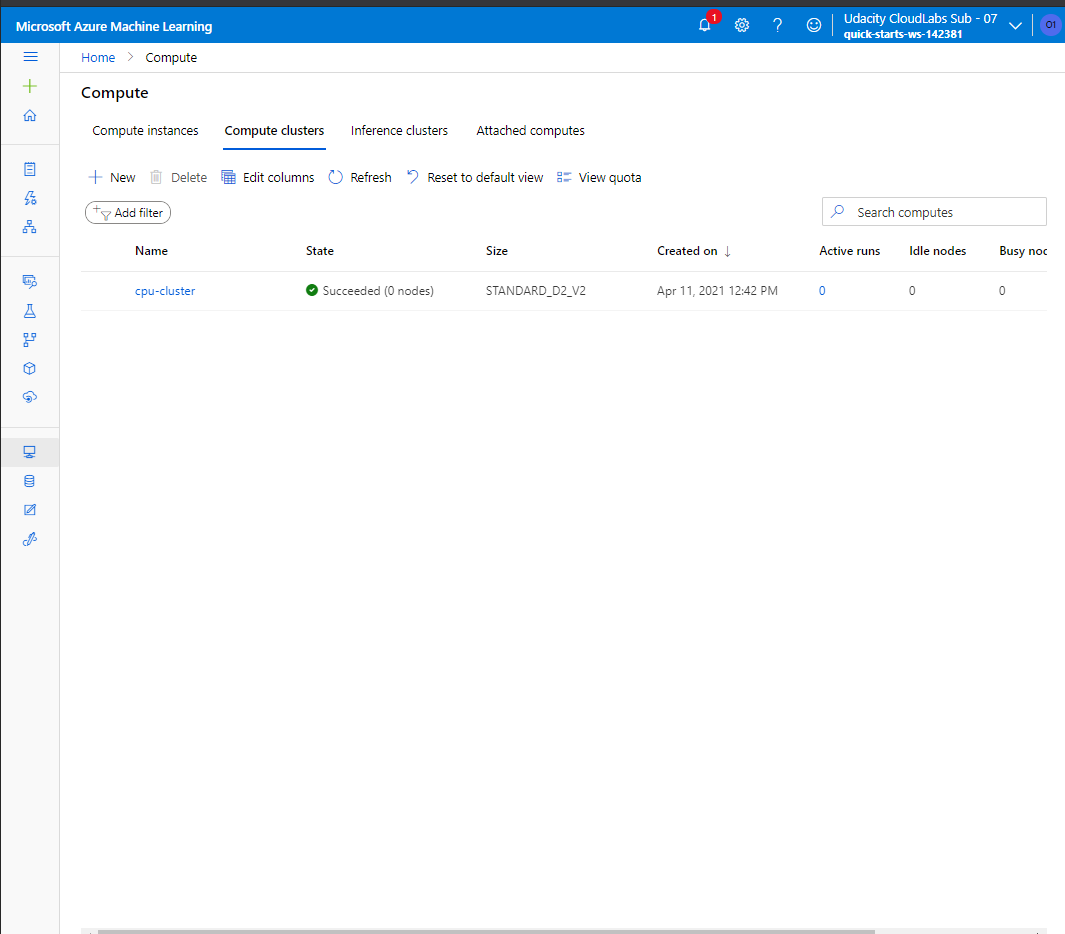 Microsoft Azure Machine Learning
1
Udacity CloudLabs Sub - 07
quick-starts-ws-142381
O1
Home > Compute
Compute
Compute instances Compute clusters Inference clusters Attached computes
New Delete Edit columns Refresh Reset to default view View quota
Add filter Search computes
Name State Size Created on ↓ Active runs Idle nodes Busy noc
cpu-cluster Succeeded (0 nodes) STANDARD_D2_V2 Apr 11, 2021 12:42 PM 0 0 0